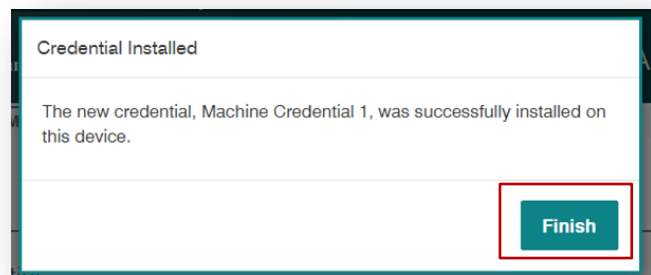 Credential Installed
The new credential, Machine Credential 1, was successfully installed on
this device.
Finish